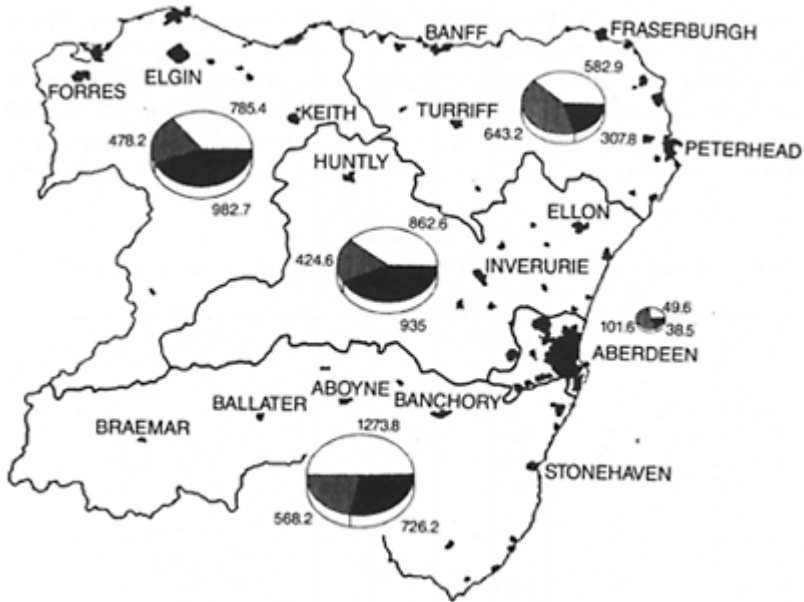 BANFF
FRASERBURGH
582.9
FORRES
ELGIN
785.4
KEITH
TURRIFF
478.2
643.2
307.8
PETERHEAD
HUNTLY
982.7
862.6
ELLON
424.6
INVERURIE
935
49.6
101.6
38.5
ABERDEEN
ABOYNE
BALLATER
BANCHORY
BRAEMAR
1273.8
STONEHAVEN
568.2
726.2